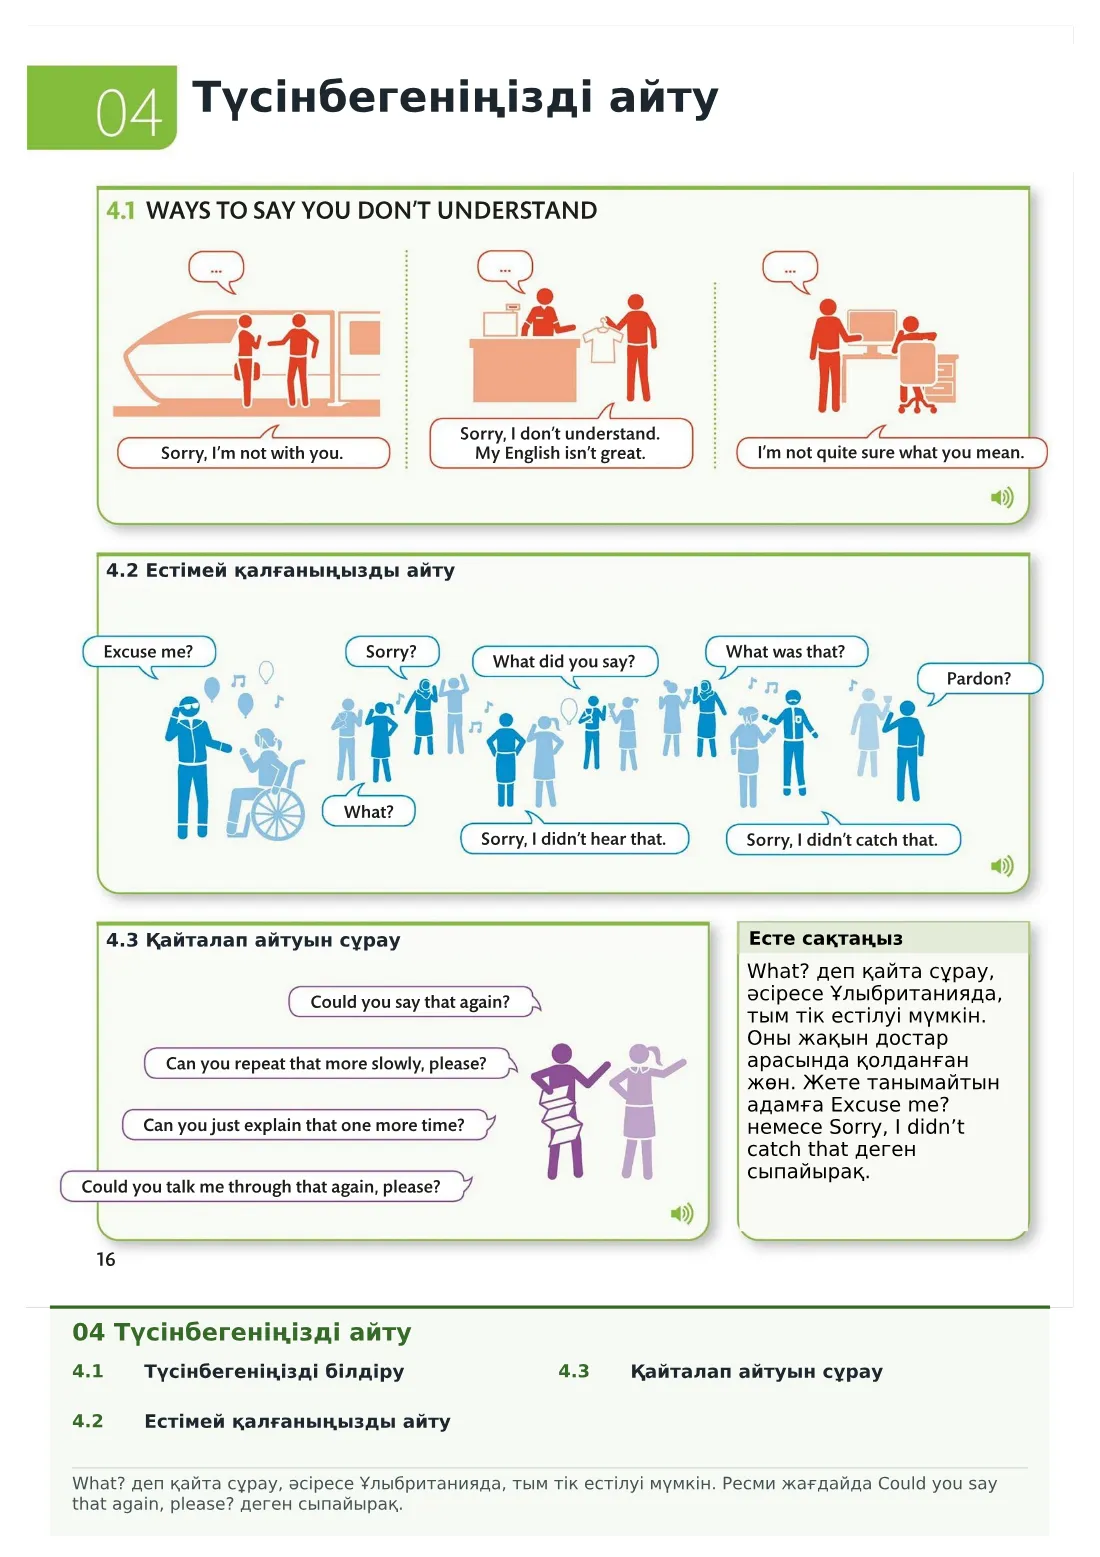 04
Түсінбегеніңізді айту
4.1 WAYS TO SAY YOU DON'T UNDERSTAND
...
...
...
Sorry, I'm not with you.
Sorry, I don't understand.
My English isn't great.
I'm not quite sure what you mean.
4.2 Естімей қалғаныңызды айту
Excuse me?
Sorry?
What did you say?
What was that?
Pardon?
What?
Sorry, I didn't hear that.
Sorry, I didn't catch that.
4.3 Қайталап айтуын сұрау
Could you say that again?
Can you repeat that more slowly, please?
Can you just explain that one more time?
Could you talk me through that again, please?
Есте сақтаңыз
What? деп қайта сұрау,
әсіресе Ұлыбританияда,
тым тік естілуі мүмкін.
Оны жақын достар
арасында қолданған
жөн. Жете танымайтын
адамға Excuse me?
немесе Sorry, I didn't
catch that деген
сыпайырақ.
16
04 Түсінбегеніңізді айту
4.1 Түсінбегеніңізді білдіру
4.3 Қайталап айтуын сұрау
4.2 Естімей қалғаныңызды айту
What? деп қайта сұрау, әсіресе Ұлыбританияда, тым тік естілуі мүмкін. Ресми жағдайда Could you say
that again, please? деген сыпайырақ.